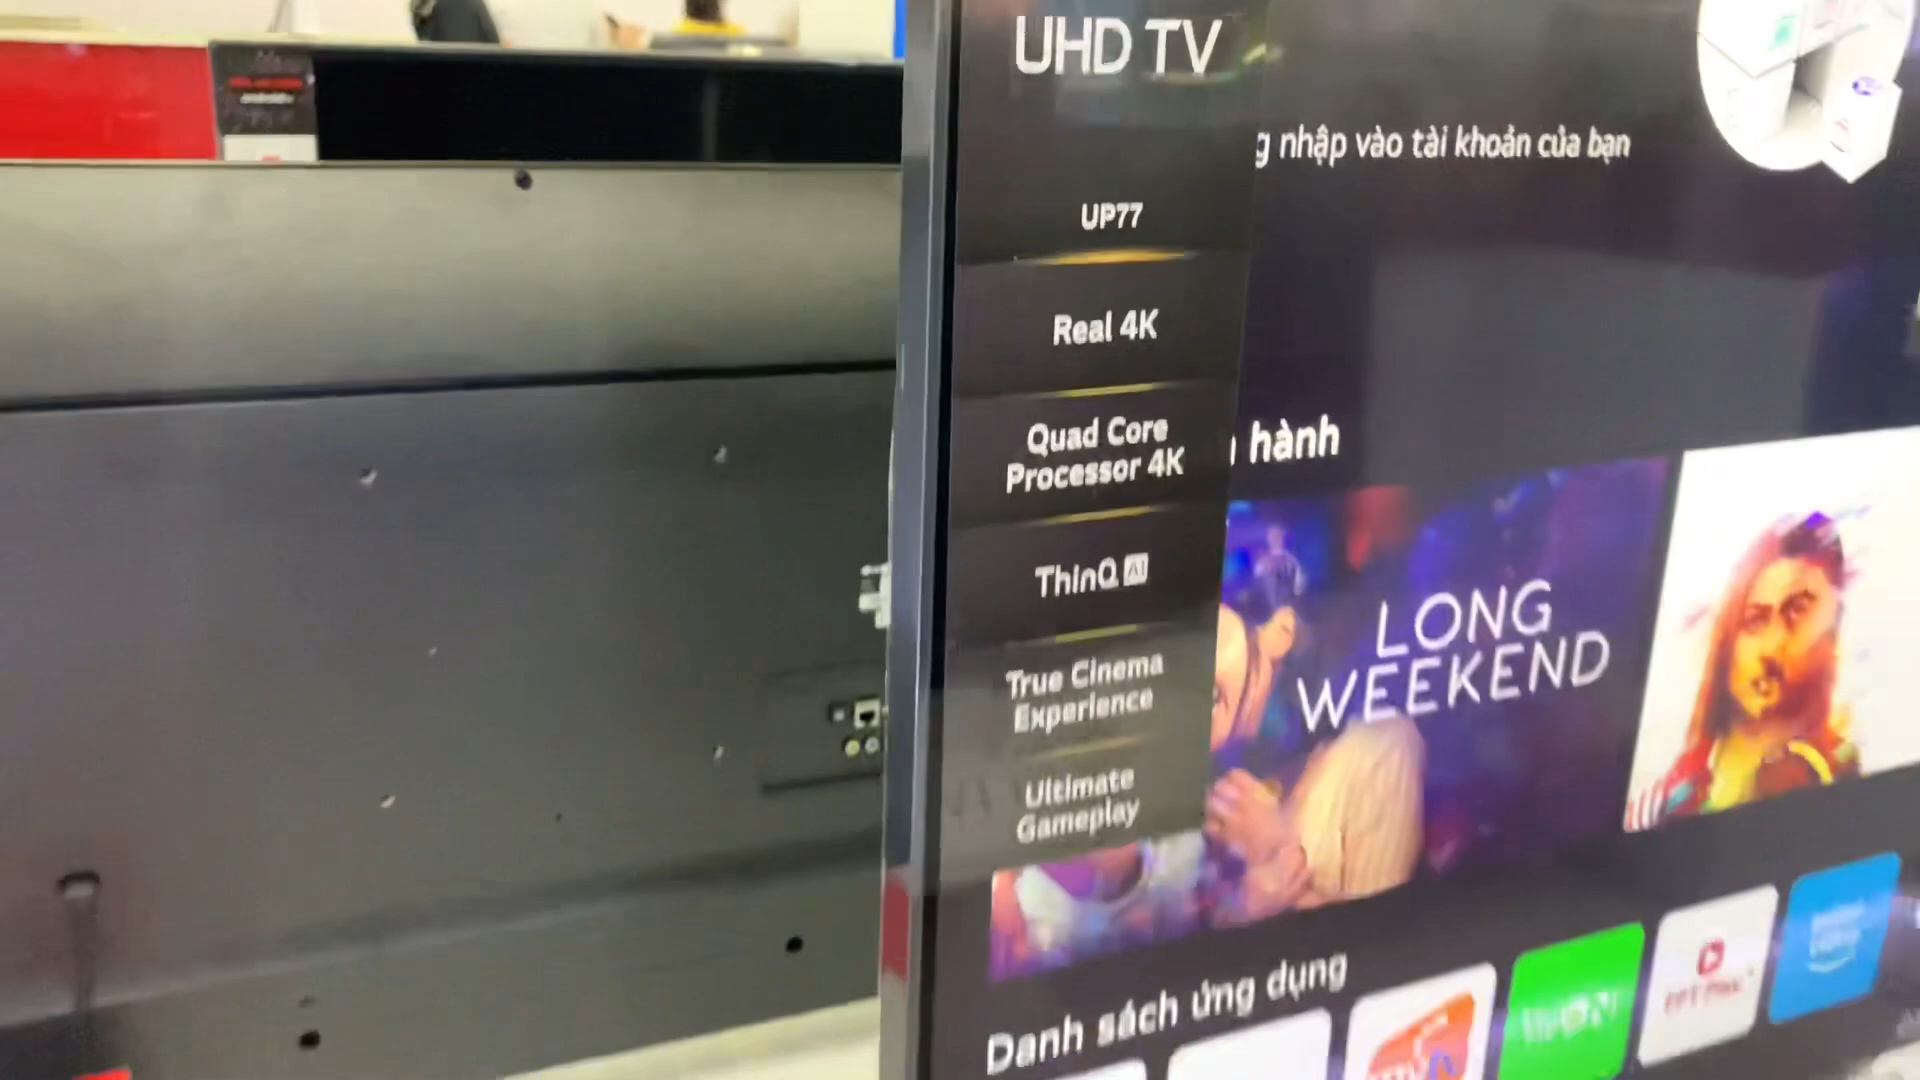 UHD TV
g nhập vào tài khoản của bạn
UP77
Real 4K
Quad Core
Processor 4K
hành
ThinQ AI
LONG
WEEKEND
True Cinema
Experience
Ultimate
Gameplay
Danh sách ứng dụng